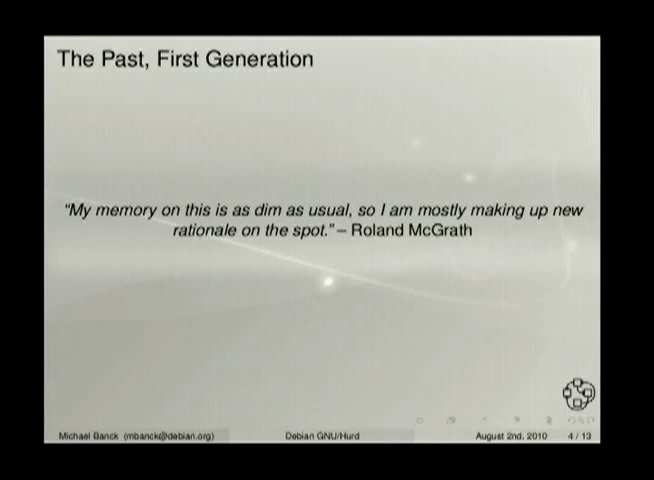 The Past, First Generation
“My memory on this is as dim as usual, so I am mostly making up new
rationale on the spot.” – Roland McGrath
Michael Banck (mbanck@debian.org)
Debian GNU/Hurd
August 2nd, 2010
4 / 13